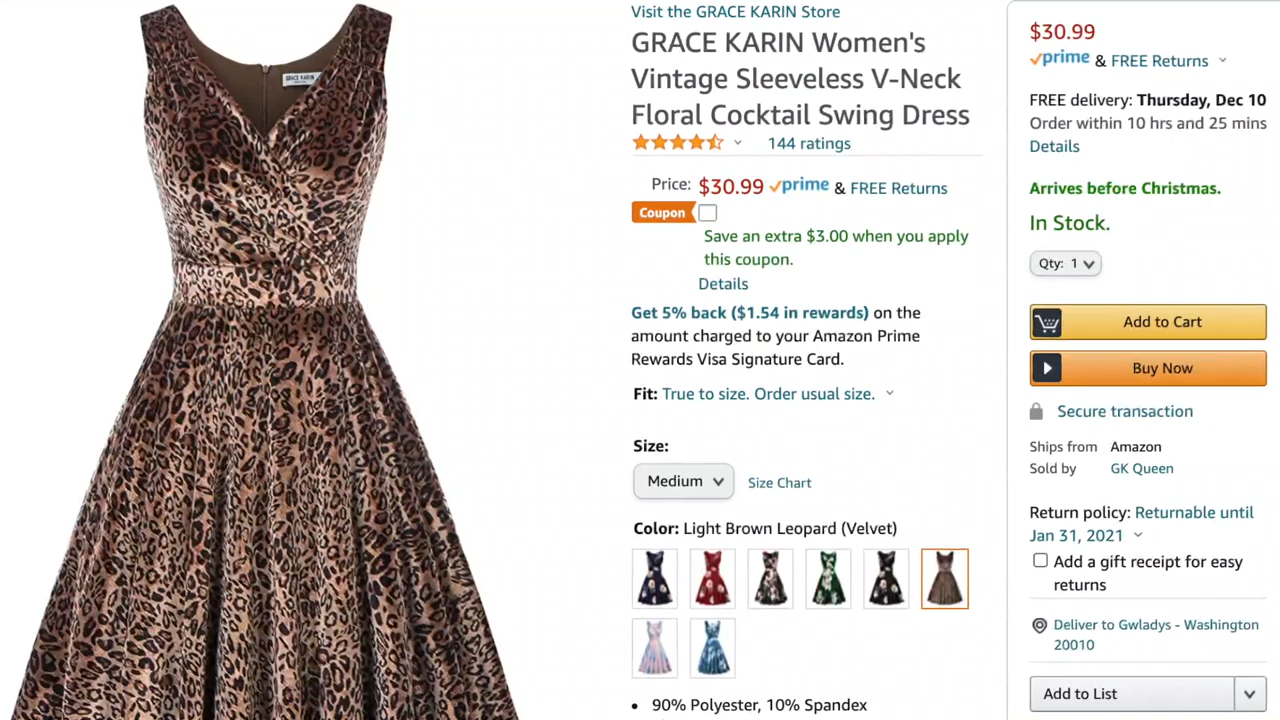 GRACE KARIN
Visit the GRACE KARIN Store
GRACE KARIN Women's
Vintage Sleeveless V-Neck
Floral Cocktail Swing Dress
144 ratings
Price: $30.99 prime & FREE Returns
Coupon
Save an extra $3.00 when you apply
this coupon.
Details
Get 5% back ($1.54 in rewards) on the
amount charged to your Amazon Prime
Rewards Visa Signature Card.
Fit: True to size. Order usual size.
Size:
Medium
Size Chart
Color: Light Brown Leopard (Velvet)
• 90% Polyester, 10% Spandex
$30.99
prime & FREE Returns
FREE delivery: Thursday, Dec 10
Order within 10 hrs and 25 mins
Details
Arrives before Christmas.
In Stock.
Qty: 1
Add to Cart
Buy Now
Secure transaction
Ships from Amazon
Sold by GK Queen
Return policy: Returnable until
Jan 31, 2021
Add a gift receipt for easy
returns
Deliver to Gwladys - Washington
20010
Add to List